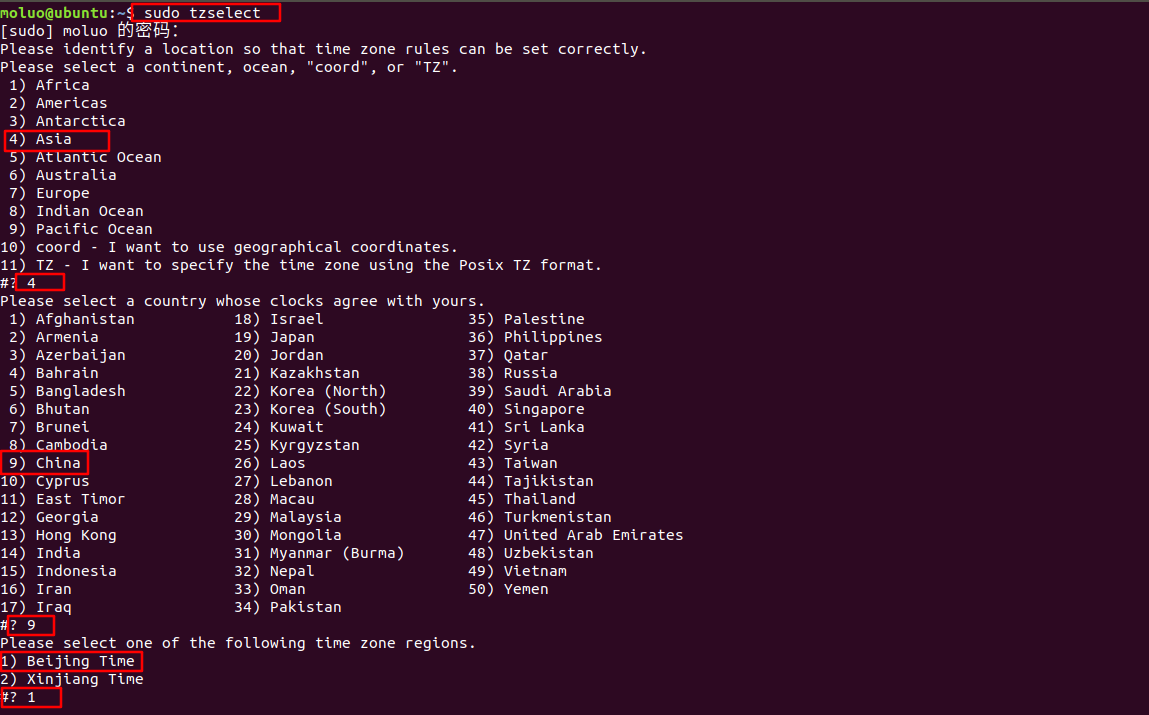 moluo@ubuntu:~$ sudo tzselect
[sudo] moluo 的密码：
Please identify a location so that time zone rules can be set correctly.
Please select a continent, ocean, "coord", or "TZ".
 1) Africa
 2) Americas
 3) Antarctica
 4) Asia
 5) Atlantic Ocean
 6) Australia
 7) Europe
 8) Indian Ocean
 9) Pacific Ocean
10) coord - I want to use geographical coordinates.
11) TZ - I want to specify the time zone using the Posix TZ format.
#? 4
Please select a country whose clocks agree with yours.
 1) Afghanistan           18) Israel                35) Palestine
 2) Armenia               19) Japan                 36) Philippines
 3) Azerbaijan            20) Jordan                37) Qatar
 4) Bahrain               21) Kazakhstan            38) Russia
 5) Bangladesh            22) Korea (North)         39) Saudi Arabia
 6) Bhutan                23) Korea (South)         40) Singapore
 7) Brunei                24) Kuwait                41) Sri Lanka
 8) Cambodia              25) Kyrgyzstan            42) Syria
 9) China                 26) Laos                  43) Taiwan
10) Cyprus                27) Lebanon               44) Tajikistan
11) East Timor            28) Macau                 45) Thailand
12) Georgia               29) Malaysia              46) Turkmenistan
13) Hong Kong             30) Mongolia              47) United Arab Emirates
14) India                 31) Myanmar (Burma)       48) Uzbekistan
15) Indonesia             32) Nepal                 49) Vietnam
16) Iran                  33) Oman                  50) Yemen
17) Iraq                  34) Pakistan
#? 9
Please select one of the following time zone regions.
1) Beijing Time
2) Xinjiang Time
#? 1